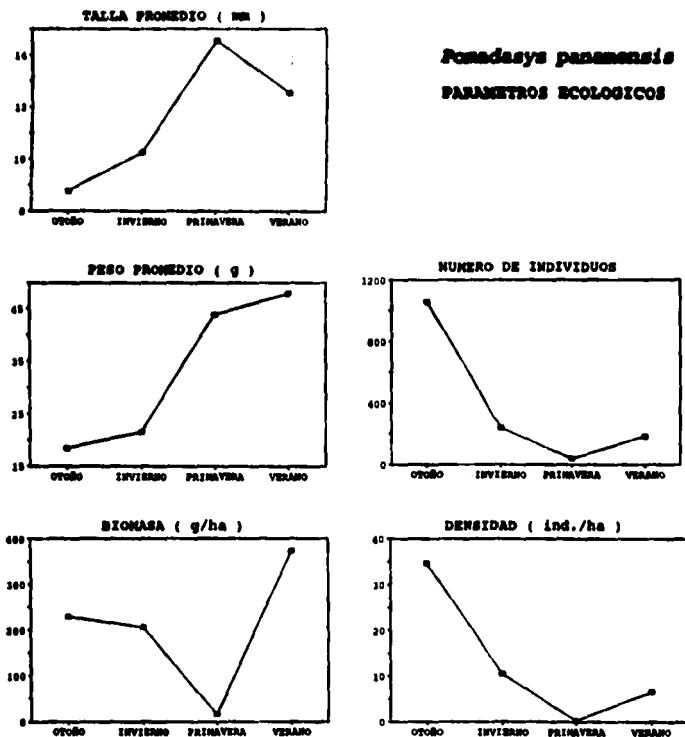 TALLA PROMEDIO ( mm )
14
12
10
8
OTOÑO INVIERNO PRIMAVERA VERANO
Pomadasys panamensis
PARAMETROS ECOLOGICOS
PESO PROMEDIO ( g )
45
35
25
15
OTOÑO INVIERNO PRIMAVERA VERANO
NUMERO DE INDIVIDUOS
1200
800
400
0
OTOÑO INVIERNO PRIMAVERA VERANO
BIOMASA ( g/ha )
200
100
0
OTOÑO INVIERNO PRIMAVERA VERANO
DENSIDAD ( ind./ha )
40
30
20
10
0
OTOÑO INVIERNO PRIMAVERA VERANO